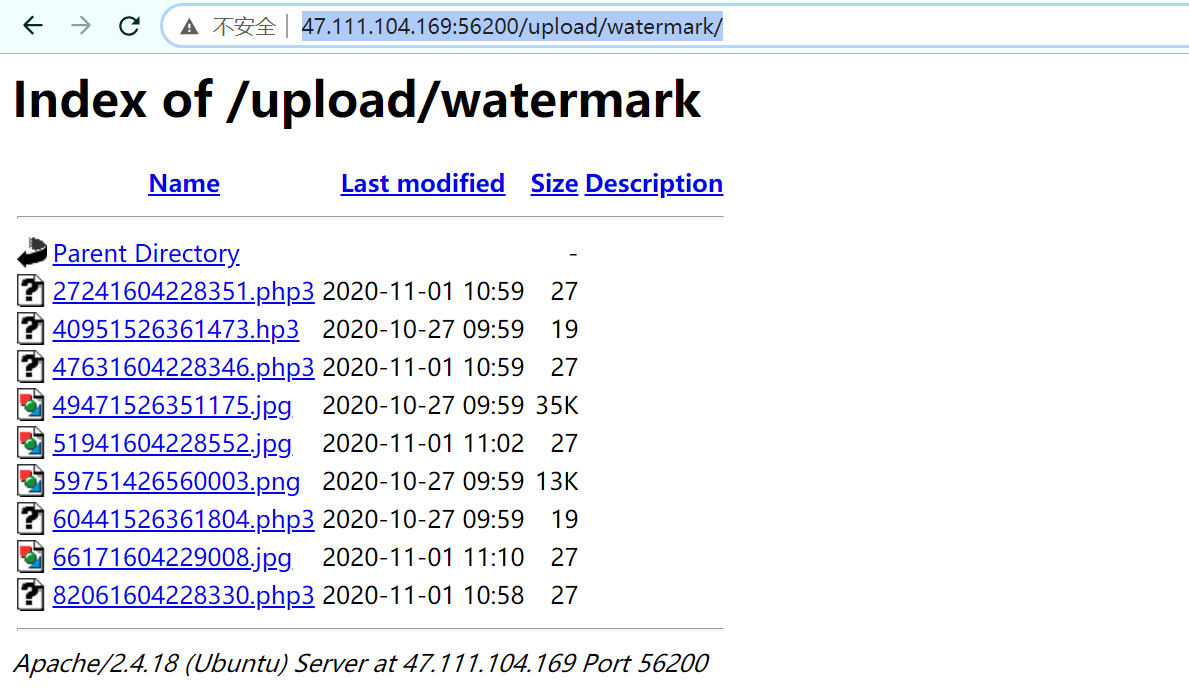 不安全 | 47.111.104.169:56200/upload/watermark/
Index of /upload/watermark
Name Last modified Size Description
Parent Directory -
27241604228351.php3 2020-11-01 10:59 27
40951526361473.hp3 2020-10-27 09:59 19
47631604228346.php3 2020-11-01 10:59 27
49471526351175.jpg 2020-10-27 09:59 35K
51941604228552.jpg 2020-11-01 11:02 27
59751426560003.png 2020-10-27 09:59 13K
60441526361804.php3 2020-10-27 09:59 19
66171604229008.jpg 2020-11-01 11:10 27
82061604228330.php3 2020-11-01 10:58 27
Apache/2.4.18 (Ubuntu) Server at 47.111.104.169 Port 56200